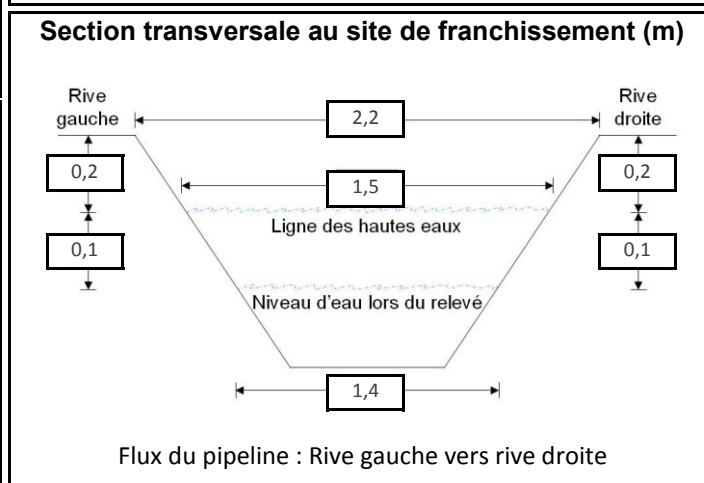 Section transversale au site de franchissement (m)
Rive
gauche
2,2
Rive
droite
0,2
1,5
0,2
Ligne des hautes eaux
0,1
0,1
Niveau d'eau lors du relevé
1,4
Flux du pipeline : Rive gauche vers rive droite